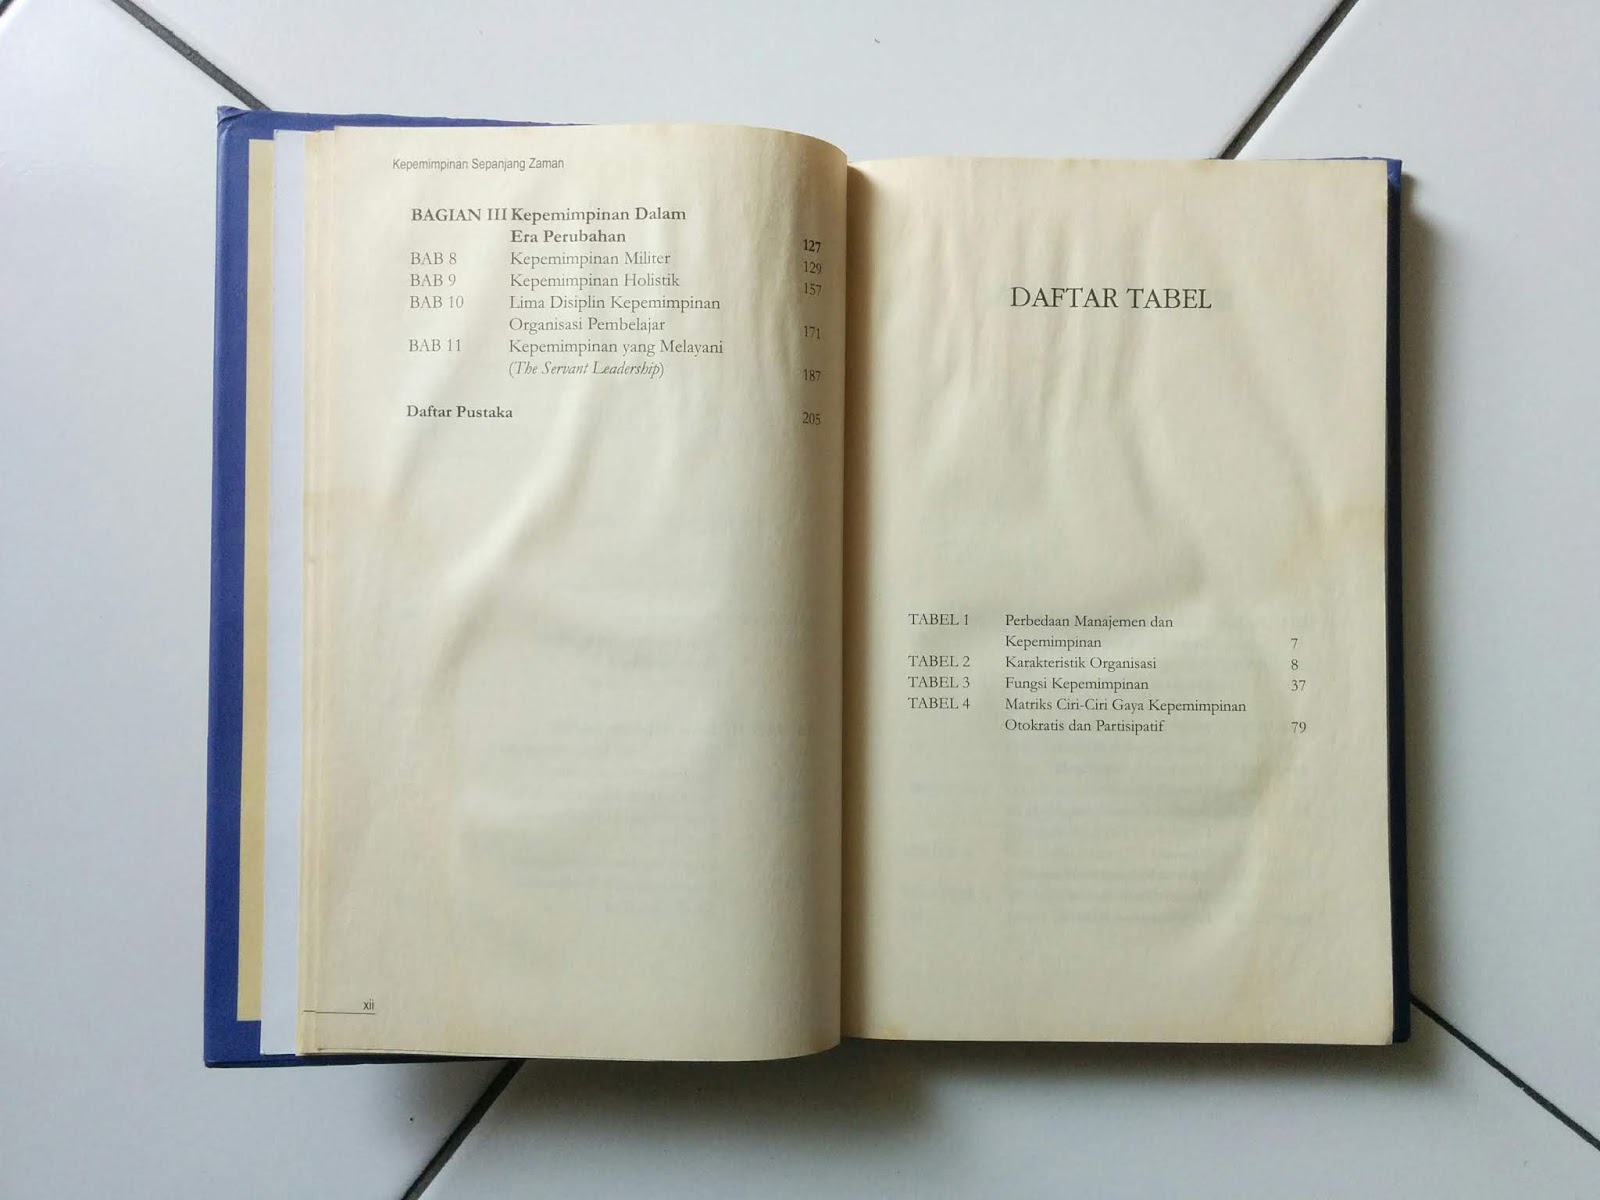 Kepemimpinan Sepanjang Zaman
BAGIAN III Kepemimpinan Dalam
Era Perubahan 127
BAB 8 Kepemimpinan Militer 129
BAB 9 Kepemimpinan Holistik 157
BAB 10 Lima Disiplin Kepemimpinan
Organisasi Pembelajar 171
BAB 11 Kepemimpinan yang Melayani
(The Servant Leadership) 187
Daftar Pustaka 205
xii
DAFTAR TABEL
TABEL 1 Perbedaan Manajemen dan
Kepemimpinan 7
TABEL 2 Karakteristik Organisasi 8
TABEL 3 Fungsi Kepemimpinan 37
TABEL 4 Matriks Ciri-Ciri Gaya Kepemimpinan
Otokratis dan Partisipatif 79